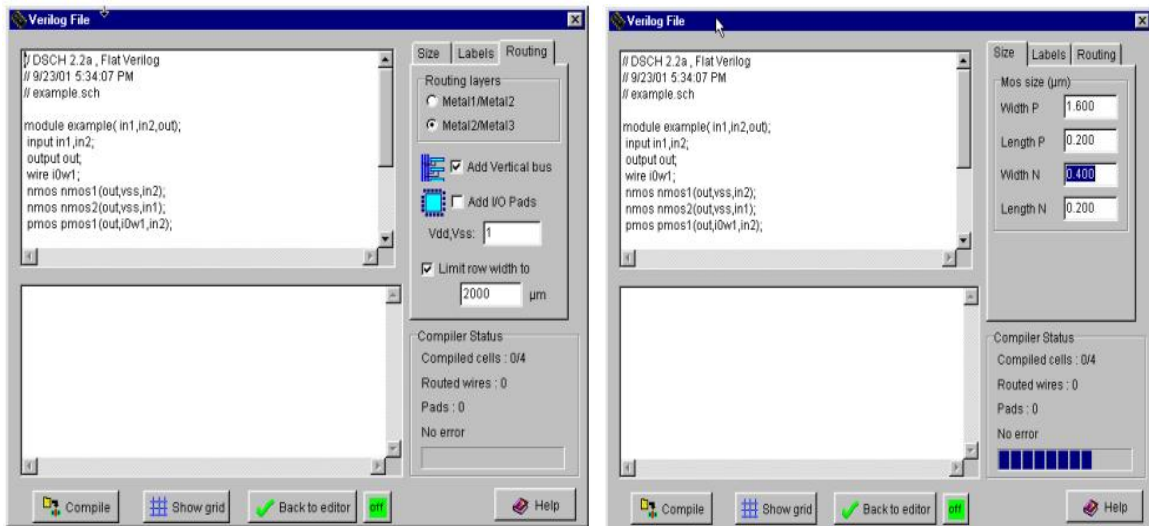 Verilog File
// DSCH 2.2a , Flat Verilog
// 9/23/01 5:34:07 PM
// example.sch
module example( in1,in2,out);
input in1,in2;
output out;
wire i0w1;
nmos nmos1(out,vss,in2);
nmos nmos2(out,vss,in1);
pmos pmos1(out,i0w1,in2);
Size Labels Routing
Routing layers
Metal1/Metal2
Metal2/Metal3
Add Vertical bus
Add I/O Pads
Vdd,Vss: 1
Limit row width to
2000 µm
Compiler Status
Compiled cells : 0/4
Routed wires : 0
Pads : 0
No error
Compile Show grid Back to editor off Help
Verilog File
// DSCH 2.2a , Flat Verilog
// 9/23/01 5:34:07 PM
// example.sch
module example( in1,in2,out);
input in1,in2;
output out;
wire i0w1;
nmos nmos1(out,vss,in2);
nmos nmos2(out,vss,in1);
pmos pmos1(out,i0w1,in2);
Size Labels Routing
Mos size (µm)
Width P 1.600
Length P 0.200
Width N 0.400
Length N 0.200
Compiler Status
Compiled cells : 0/4
Routed wires : 0
Pads : 0
No error
Compile Show grid Back to editor off Help